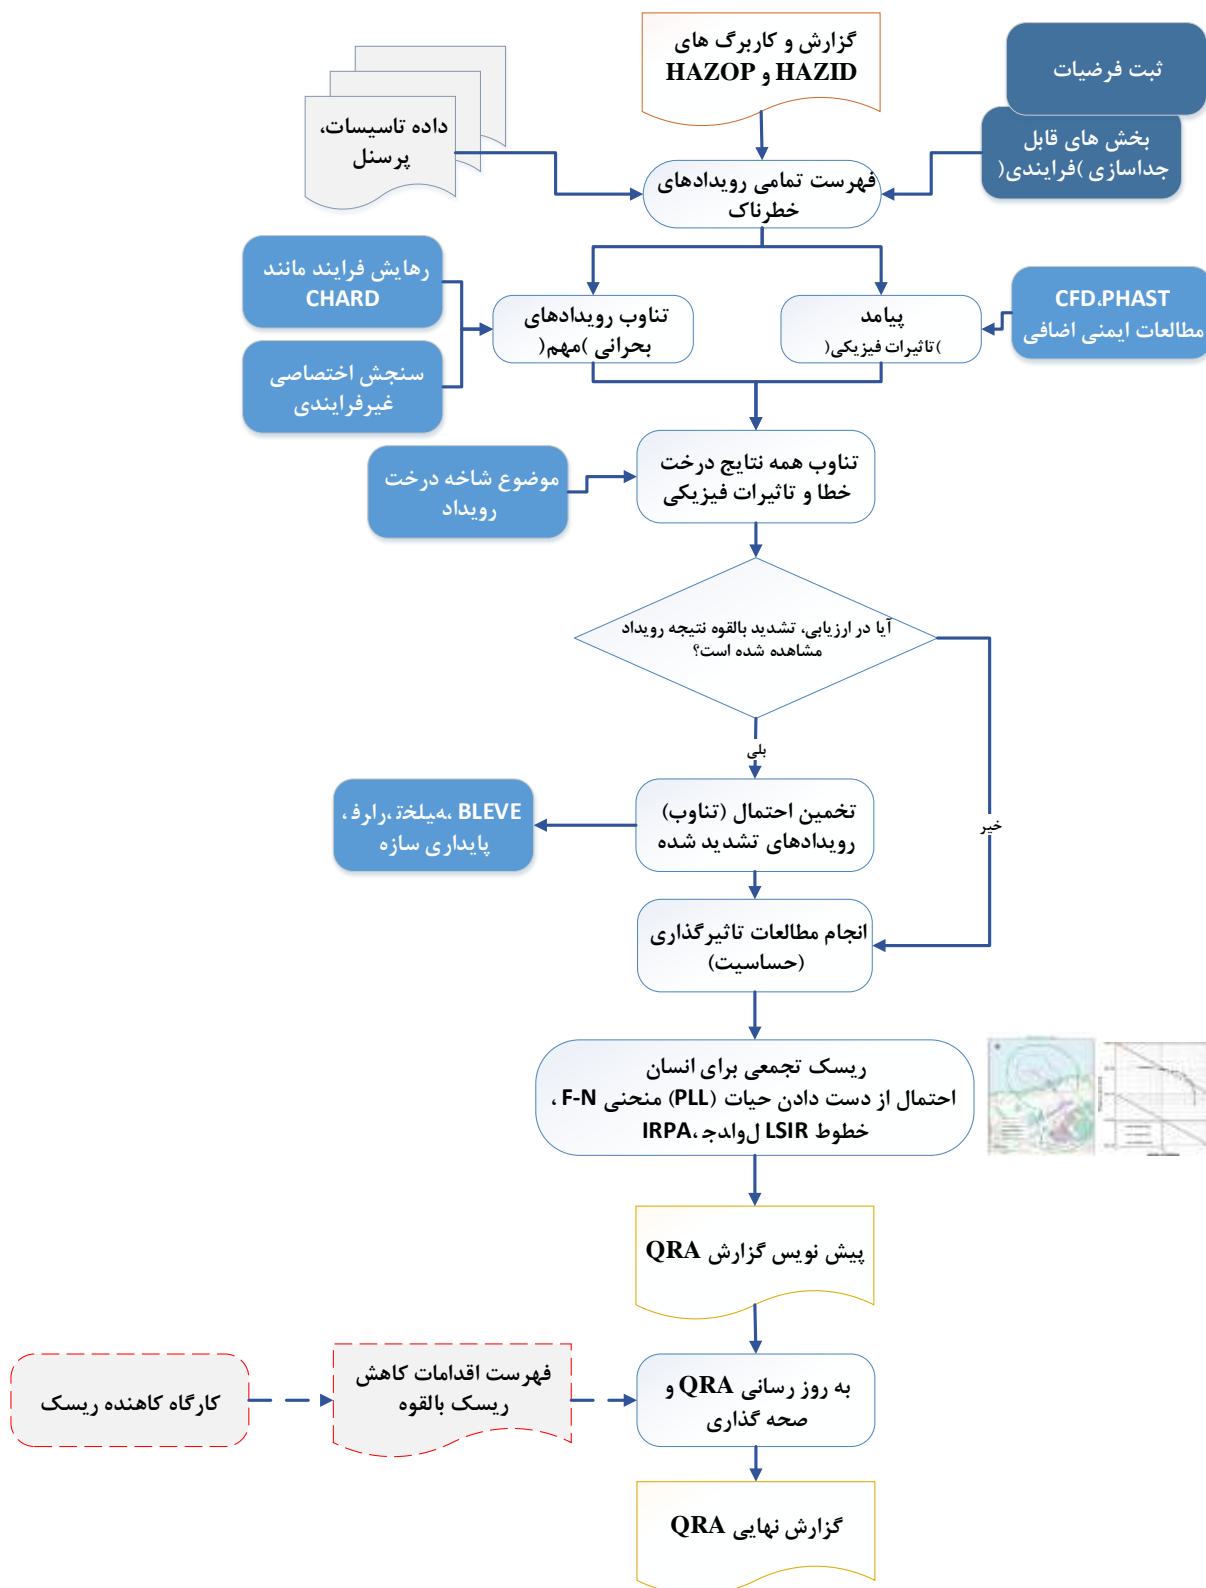 گزارش و کاربرگ های
HAZID و HAZOP
ثبت فرضیات
داده تاسیسات،
پرسنل
بخش های قابل
جداسازی )فرایندی(
فهرست تمامی رویدادهای
خطرناک
رهایش فرایند مانند
CHARD
تناوب رویدادهای
بحرانی )مهم(
پیامد
)تاثیرات فیزیکی(
CFD،PHAST
مطالعات ایمنی اضافی
سنجش اختصاصی
غیرفرایندی
تناوب همه نتایج درخت
خطا و تاثیرات فیزیکی
موضوع شاخه درخت
رویداد
آیا در ارزیابی، تشدید بالقوه نتیجه رویداد
مشاهده شده است؟
بلی
خیر
تخمین احتمال (تناوب)
رویدادهای تشدید شده
BLEVE ،هیلخت ،رارف،
پایداری سازه
انجام مطالعات تاثیرگذاری
(حساسیت)
ریسک تجمعی برای انسان
احتمال از دست دادن حیات (PLL) منحنی F-N ،
خطوط LSIR لوادج ،IRPA
پیش نویس گزارش QRA
به روز رسانی QRA و
صحه گذاری
فهرست اقدامات کاهش
ریسک بالقوه
کارگاه کاهنده ریسک
گزارش نهایی QRA